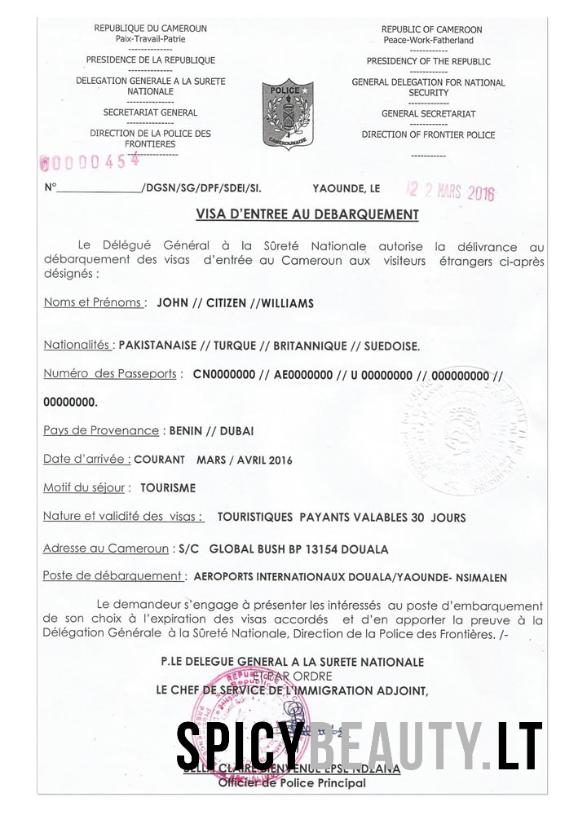 REPUBLIQUE DU CAMEROUN
Paix-Travail-Patrie
--------------
PRESIDENCE DE LA REPUBLIQUE
--------------
DELEGATION GENERALE A LA SURETE
NATIONALE
--------------
SECRETARIAT GENERAL
--------------
DIRECTION DE LA POLICE DES
FRONTIERES
--------------
REPUBLIC OF CAMEROON
Peace-Work-Fatherland
------------
PRESIDENCY OF THE REPUBLIC
------------
GENERAL DELEGATION FOR NATIONAL
SECURITY
------------
GENERAL SECRETARIAT
------------
DIRECTION OF FRONTIER POLICE
-----------
POLICE
CAMEROUNAISE
00000454
N°______________/DGSN/SG/DPF/SDEI/SI. YAOUNDE, LE 22 MARS 2016
VISA D'ENTREE AU DEBARQUEMENT
Le Délégué Général à la Sûreté Nationale autorise la délivrance au
débarquement des visas d'entrée au Cameroun aux visiteurs étrangers ci-après
désignés :
Noms et Prénoms : JOHN // CITIZEN //WILLIAMS
Nationalités : PAKISTANAISE // TURQUE // BRITANNIQUE // SUEDOISE.
Numéro des Passeports : CN0000000 // AE0000000 // U 00000000 // 000000000 //
00000000.
Pays de Provenance : BENIN // DUBAI
Date d'arrivée : COURANT MARS / AVRIL 2016
Motif du séjour : TOURISME
Nature et validité des visas : TOURISTIQUES PAYANTS VALABLES 30 JOURS
Adresse au Cameroun : S/C GLOBAL BUSH BP 13154 DOUALA
Poste de débarquement : AEROPORTS INTERNATIONAUX DOUALA/YAOUNDE- NSIMALEN
Le demandeur s'engage à présenter les intéressés au poste d'embarquement
de son choix à l'expiration des visas accordés et d'en apporter la preuve à la
Délégation Générale à la Sûreté Nationale, Direction de la Police des Frontières. /-
P.LE DELEGUE GENERAL A LA SURETE NATIONALE
ET PAR ORDRE
LE CHEF DE SERVICE DE L'IMMIGRATION ADJOINT,
SPICYBEAUTY.LT
CLAIRE BIENVENUE EPSE NDZANA
Officier de Police Principal